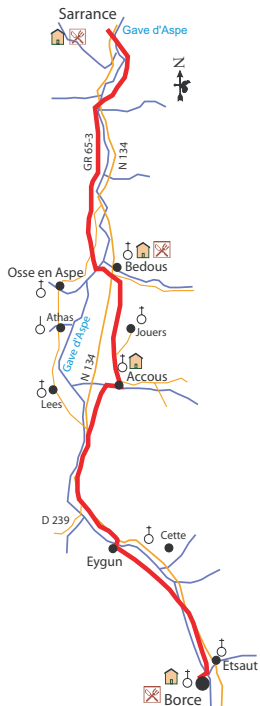 Sarrance
Gave d'Aspe
N
GR 65-3
N 134
Bedous
Osse en Aspe
Athas
Jouers
Gave d'Aspe
N 134
Accous
Lees
D 239
Cette
Eygun
Etsaut
Borce